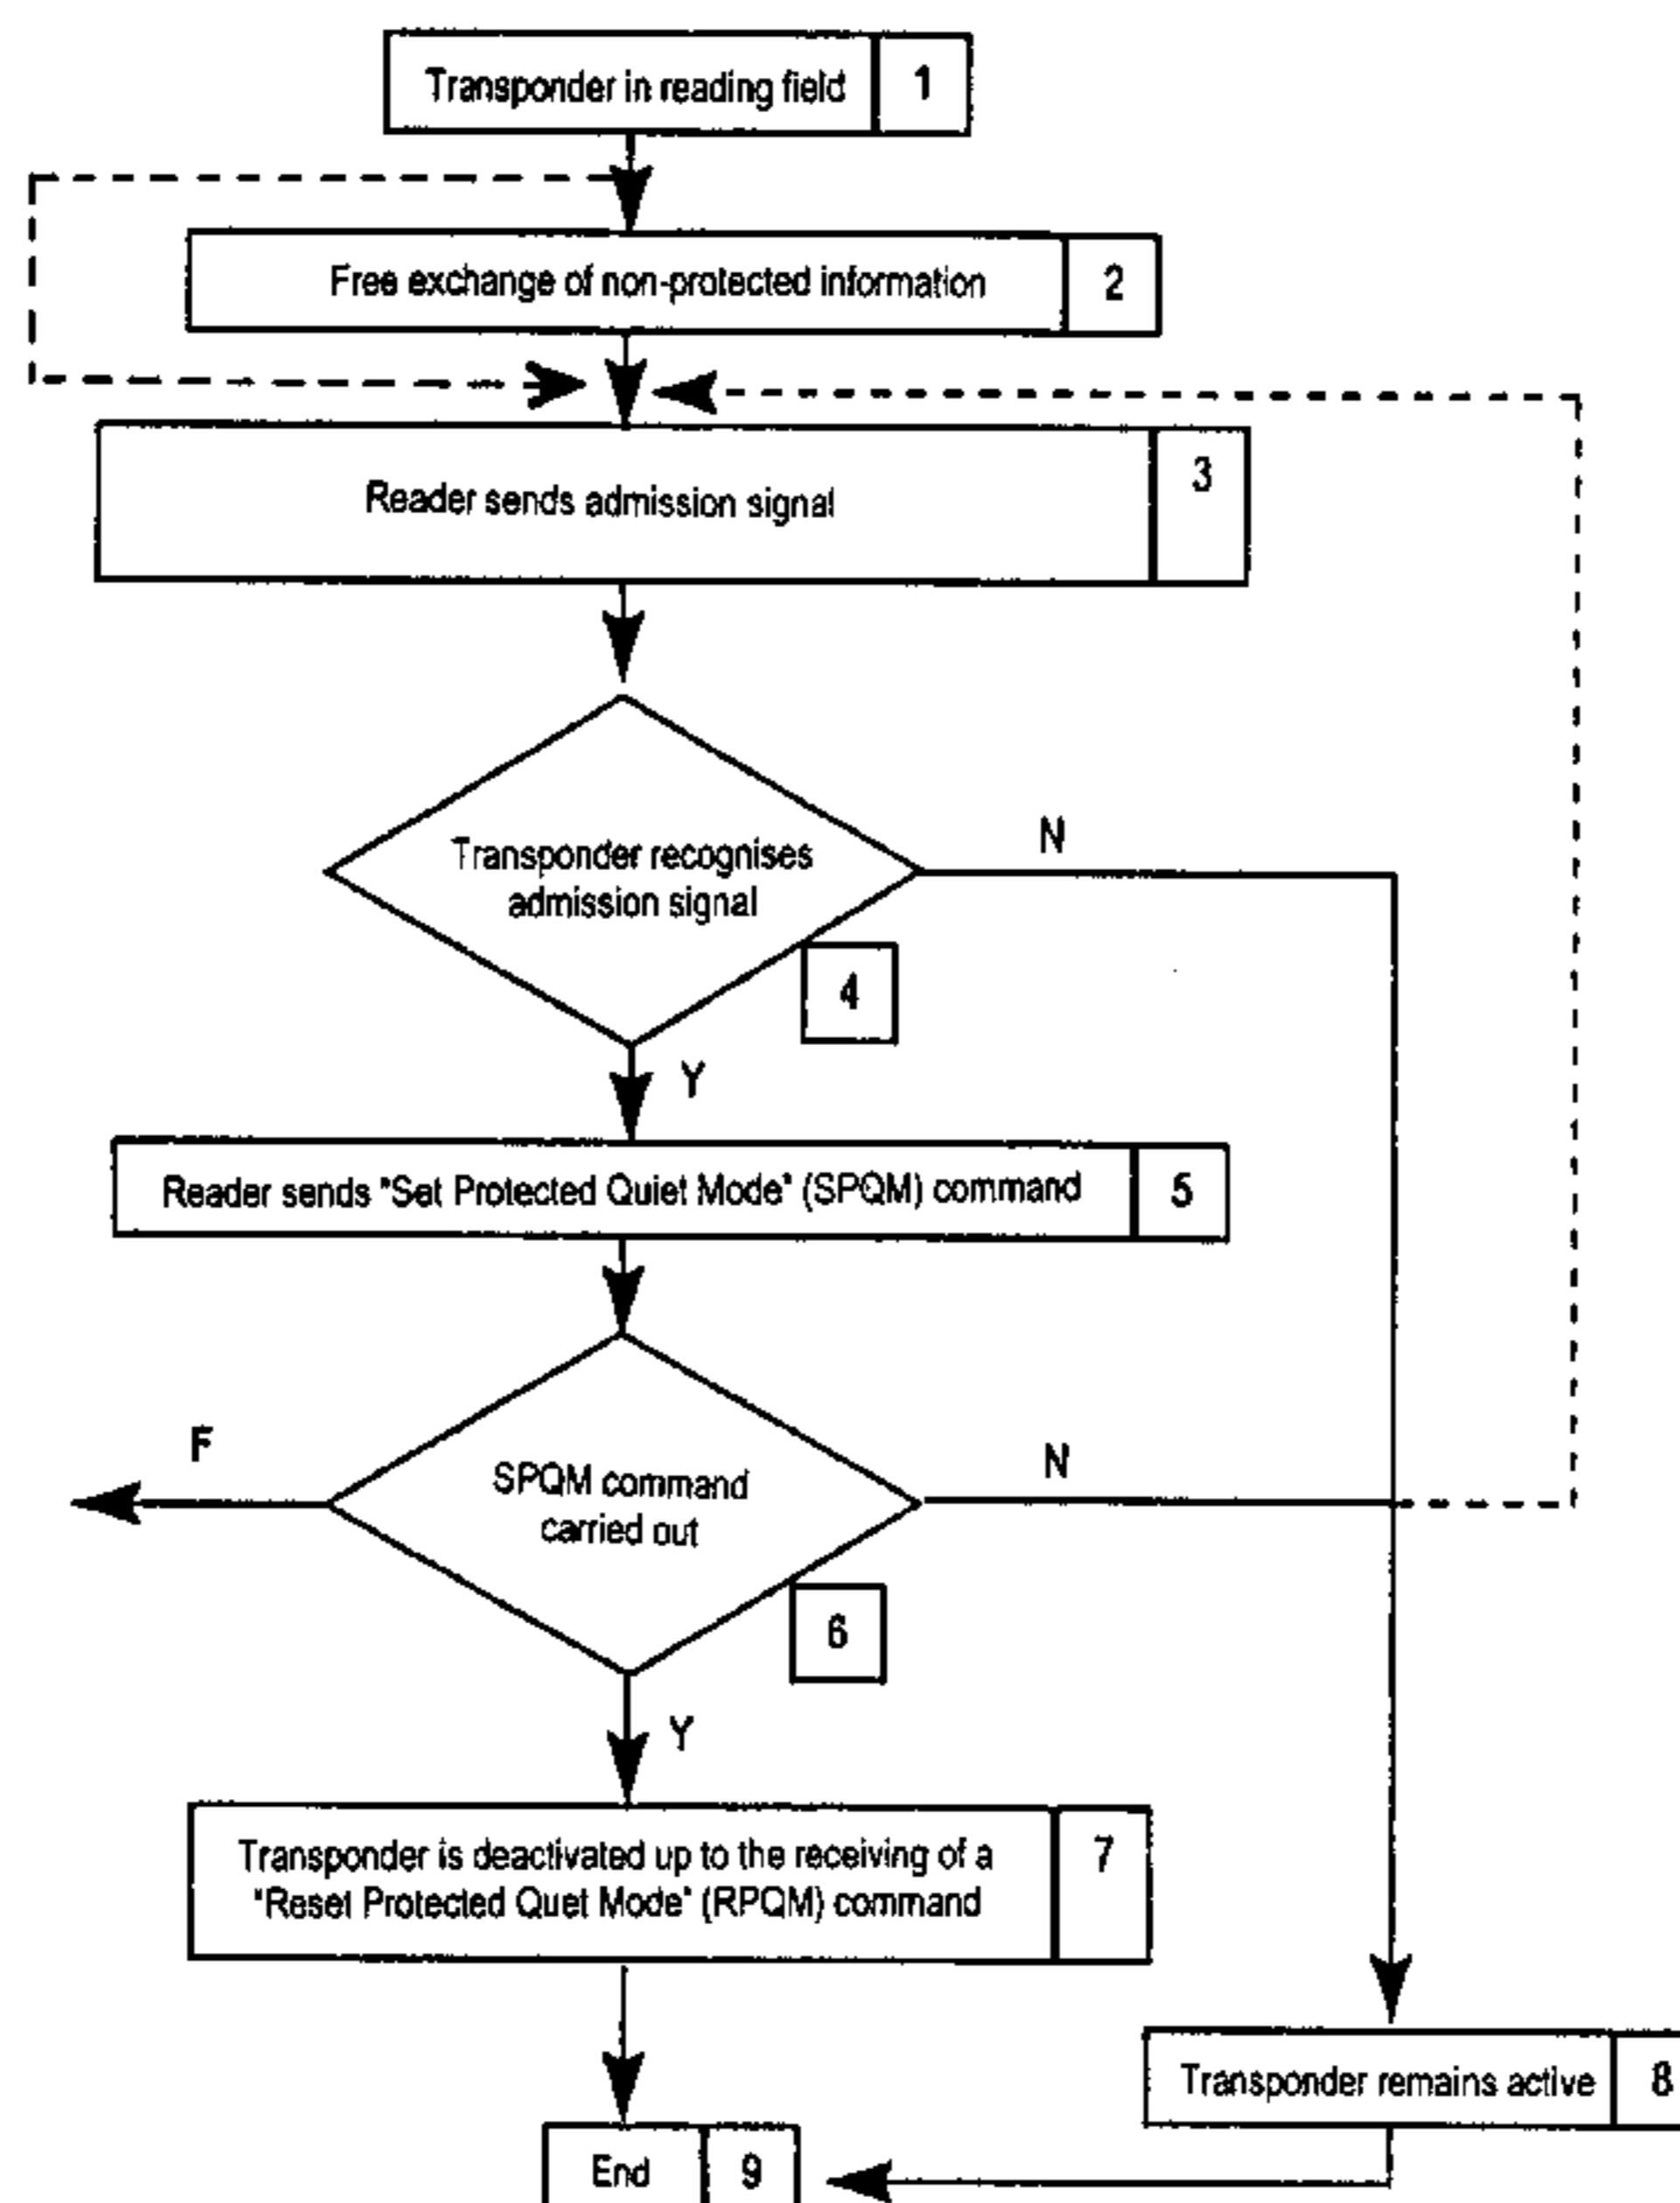 Transponder in reading field 1
Free exchange of non-protected information 2
Reader sends admission signal 3
Transponder recognises
admission signal
N
4
Y
Reader sends "Set Protected Quiet Mode" (SPQM) command 5
F
SPQM command
carried out
N
6
Y
Transponder is deactivated up to the receiving of a
"Reset Protected Quet Mode" (RPQM) command
7
Transponder remains active 8
End 9